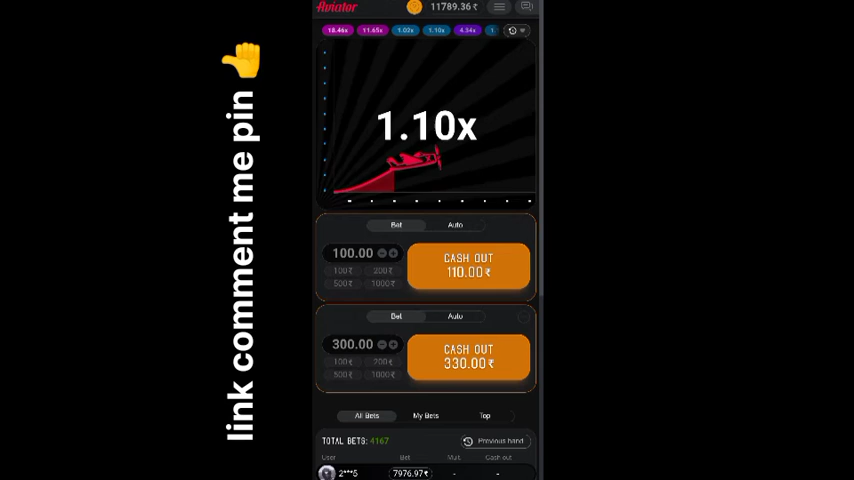 link comment me pin
Aviator
11789.36 ₹
18.46x 11.65x 1.02x 1.10x 4.34x 1
1.10x
Bet Auto
100.00
100₹ 200₹
500₹ 1000₹
CASH OUT
110.00₹
Bet Auto
300.00
100₹ 200₹
500₹ 1000₹
CASH OUT
330.00₹
All Bets My Bets Top
TOTAL BETS: 4167
Previous hand
User Bet Mult. Cash out
2***5 7976.97₹ - -